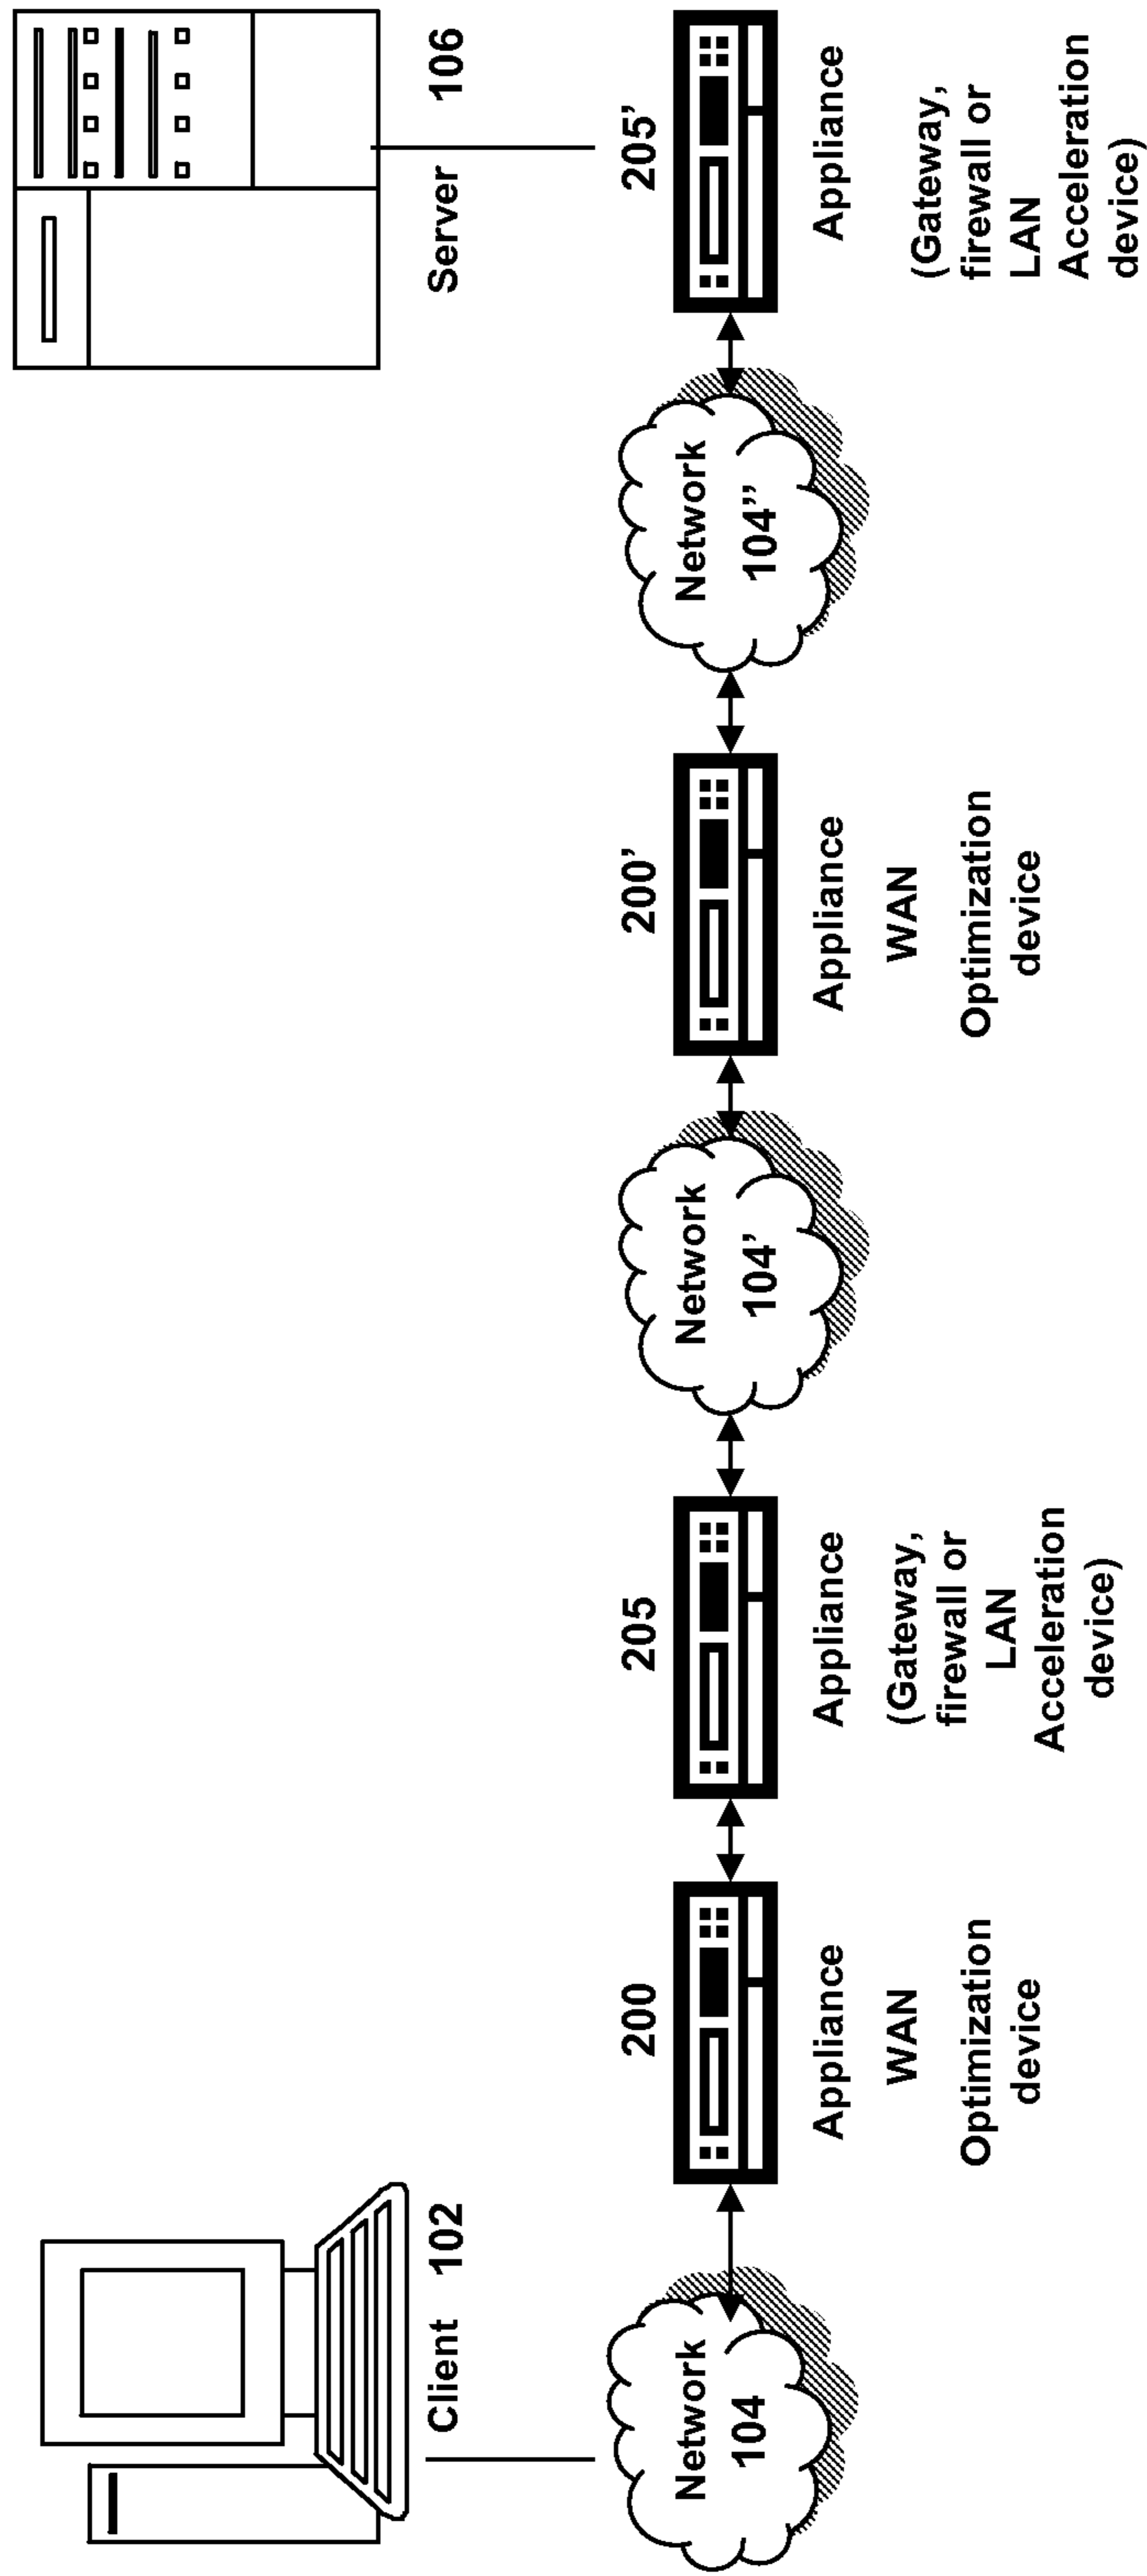 Client 102
Server 106
Network
104
200
Appliance
WAN
Optimization
device
205
Appliance
(Gateway,
firewall or
LAN
Acceleration
device)
Network
104’
200’
Appliance
WAN
Optimization
device
Network
104’’
205’
Appliance
(Gateway,
firewall or
LAN
Acceleration
device)